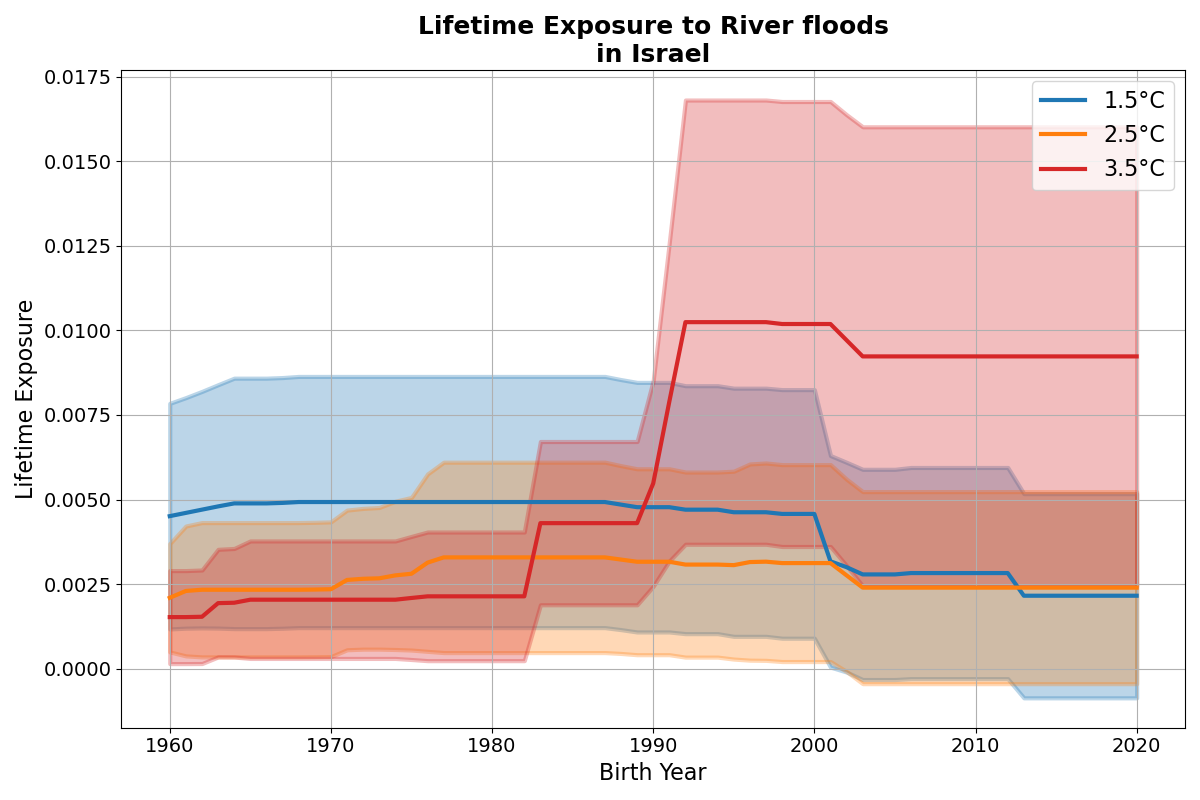 Lifetime Exposure to River floods
in Israel
0.0175
0.0150
0.0125
0.0100
0.0075
0.0050
0.0025
0.0000
Lifetime Exposure
1.5°C
2.5°C
3.5°C
1960 1970 1980 1990 2000 2010 2020
Birth Year